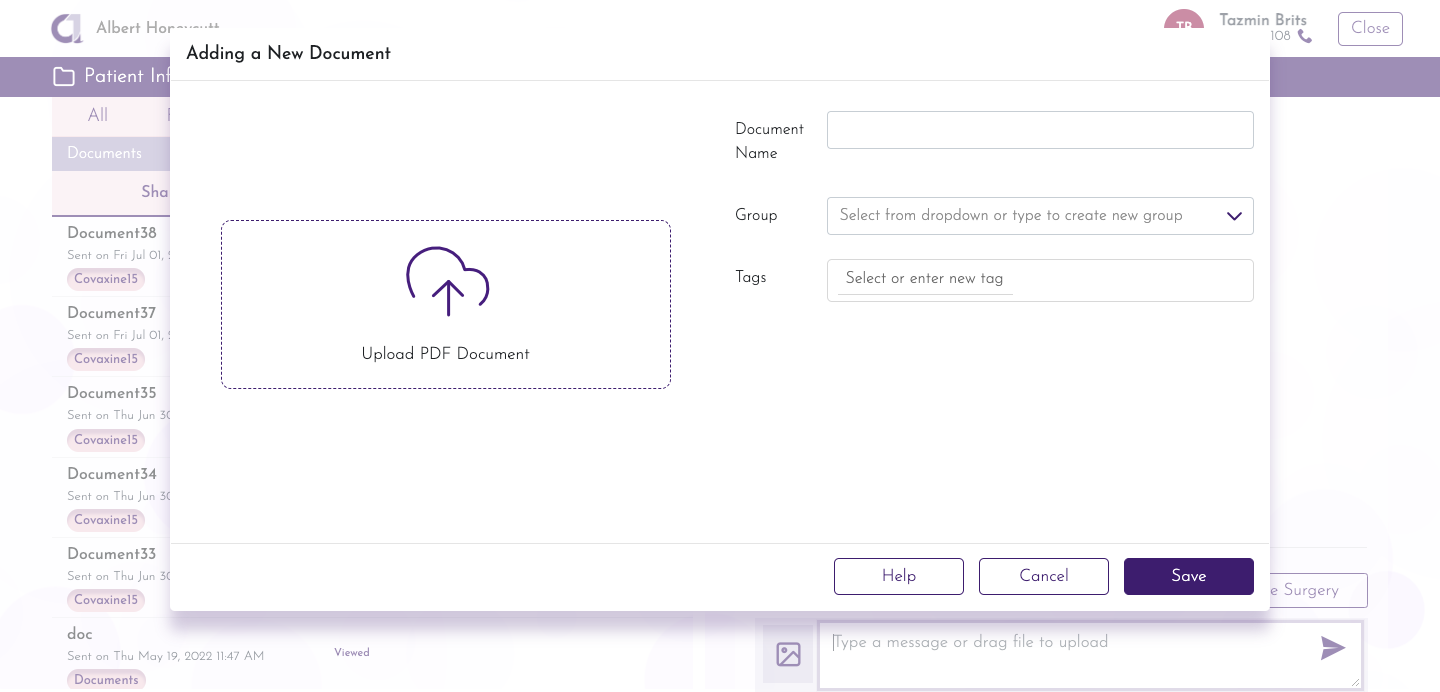 Albert Honeycutt
TB
Tazmin Brits
108
Close
Adding a New Document
Patient Inf
All
Documents
Sha
Document38
Sent on Fri Jul 01,
Covaxine15
Document37
Sent on Fri Jul 01,
Covaxine15
Document35
Sent on Thu Jun 30
Covaxine15
Document34
Sent on Thu Jun 30
Covaxine15
Document33
Sent on Thu Jun 30
Covaxine15
doc
Sent on Thu May 19, 2022 11:47 AM
Viewed
Documents
Upload PDF Document
Document
Name
Group
Select from dropdown or type to create new group
Tags
Select or enter new tag
Help
Cancel
Save
e Surgery
Type a message or drag file to upload